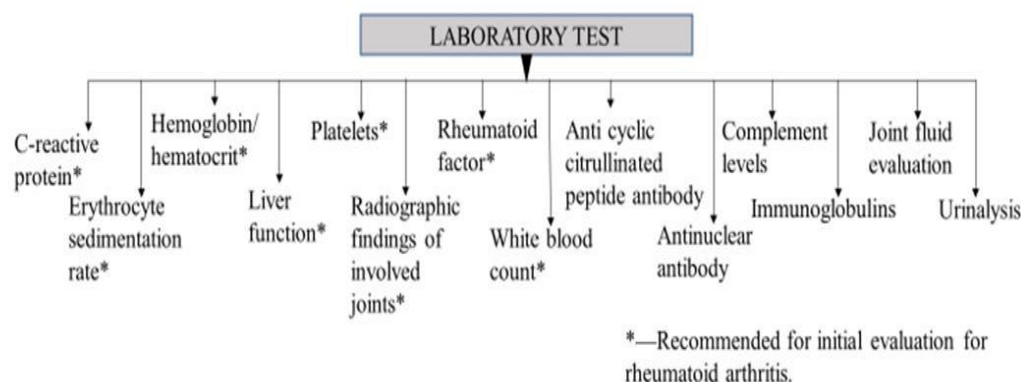 LABORATORY TEST
C-reactive
protein*
Erythrocyte
sedimentation
rate*
Hemoglobin/
hematocrit*
Liver
function*
Platelets*
Radiographic
findings of
involved
joints*
Rheumatoid
factor*
White blood
count*
Anti cyclic
citrullinated
peptide antibody
Antinuclear
antibody
Complement
levels
Immunoglobulins
Joint fluid
evaluation
Urinalysis
*—Recommended for initial evaluation for
rheumatoid arthritis.